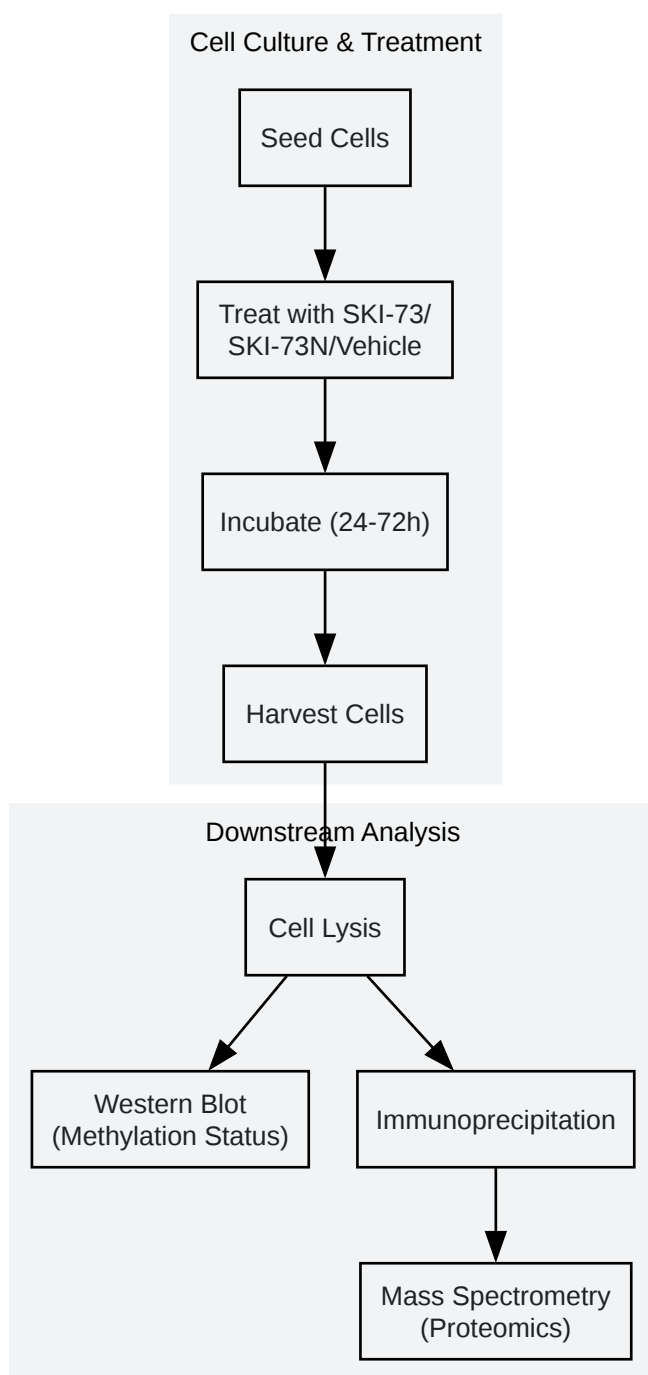 Cell Culture & Treatment
Seed Cells
Treat with SKI-73/
SKI-73N/Vehicle
Incubate (24-72h)
Harvest Cells
Downstream Analysis
Cell Lysis
Western Blot
(Methylation Status)
Immunoprecipitation
Mass Spectrometry
(Proteomics)